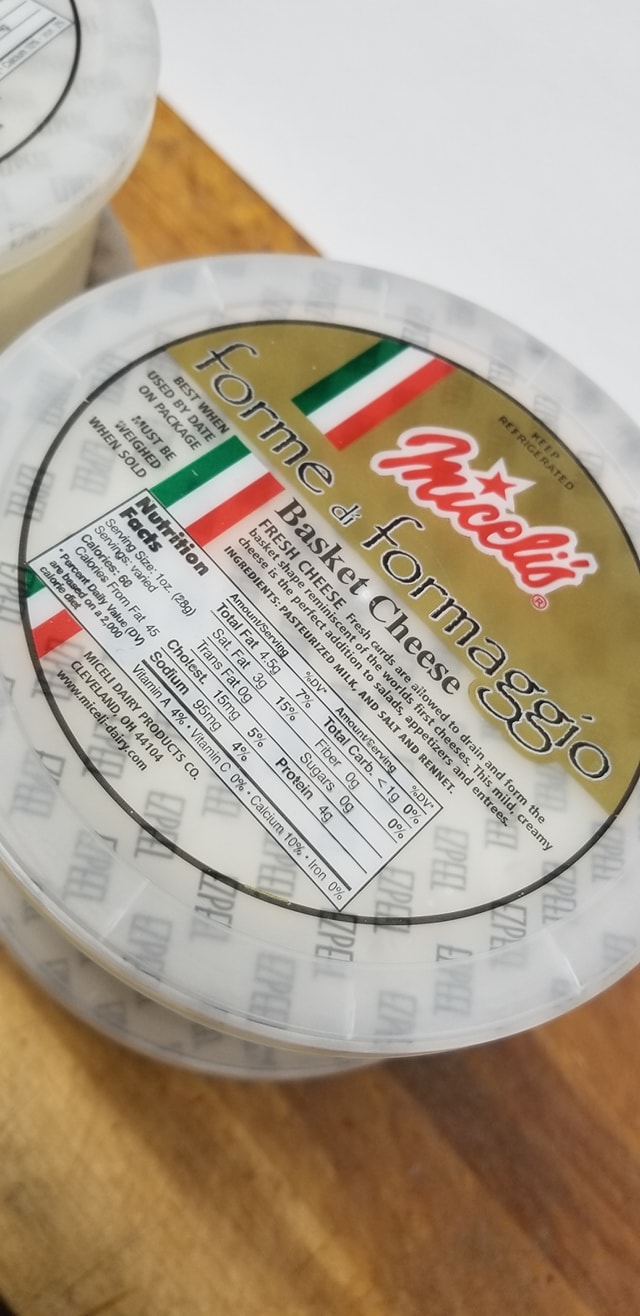 KEEP
REFRIGERATED
Miceli's®
forme di formaggio
BEST WHEN
USED BY DATE
ON PACKAGE
MUST BE
WEIGHED
WHEN SOLD
Basket Cheese
FRESH CHEESE Fresh curds are allowed to drain and form the
basket shape reminiscent of the worlds first cheeses. This mild, creamy
cheese is the perfect addition to salads, appetizers and entrees.
INGREDIENTS: PASTEURIZED MILK, AND SALT AND RENNET.
Nutrition
Facts
Serving Size: 1oz. (28g)
Servings: varied
Calories: 60
Calories From Fat 45
*Percent Daily Value (DV)
are based on a 2,000
calorie diet
Amount/Serving %DV* Amount/Serving %DV*
Total Fat 4.5g 7% Total Carb. <1g 0%
Sat. Fat 3g 15% Fiber 0g 0%
Trans Fat 0g Sugars 0g
Cholest. 15mg 5% Protein 4g
Sodium 95mg 4%
Vitamin A 4% • Vitamin C 0% • Calcium 10% • Iron 0%
MICELI DAIRY PRODUCTS CO.
CLEVELAND, OH 44104
www.miceli-dairy.com
EZPEEL EZPEEL EZPEEL EZPEEL